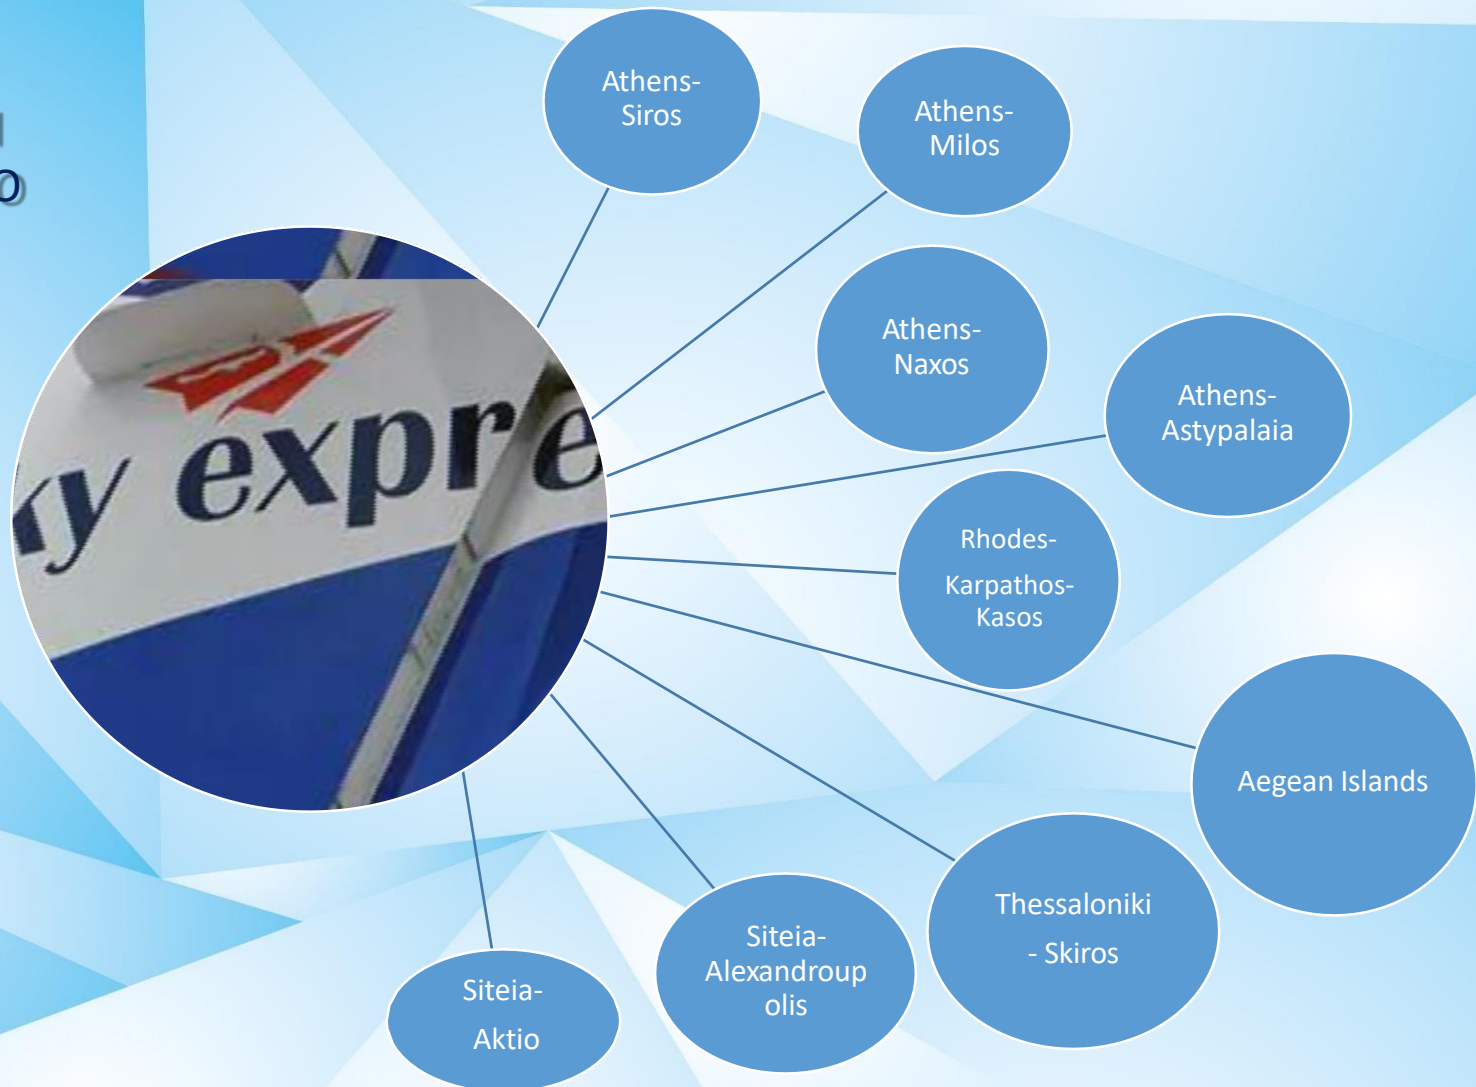 Athens-
Siros
Athens-
Milos
Athens-
Naxos
Athens-
Astypalaia
Rhodes-
Karpathos-
Kasos
Aegean Islands
Thessaloniki
- Skiros
Siteia-
Alexandroup
olis
Siteia-
Aktio
ky expre